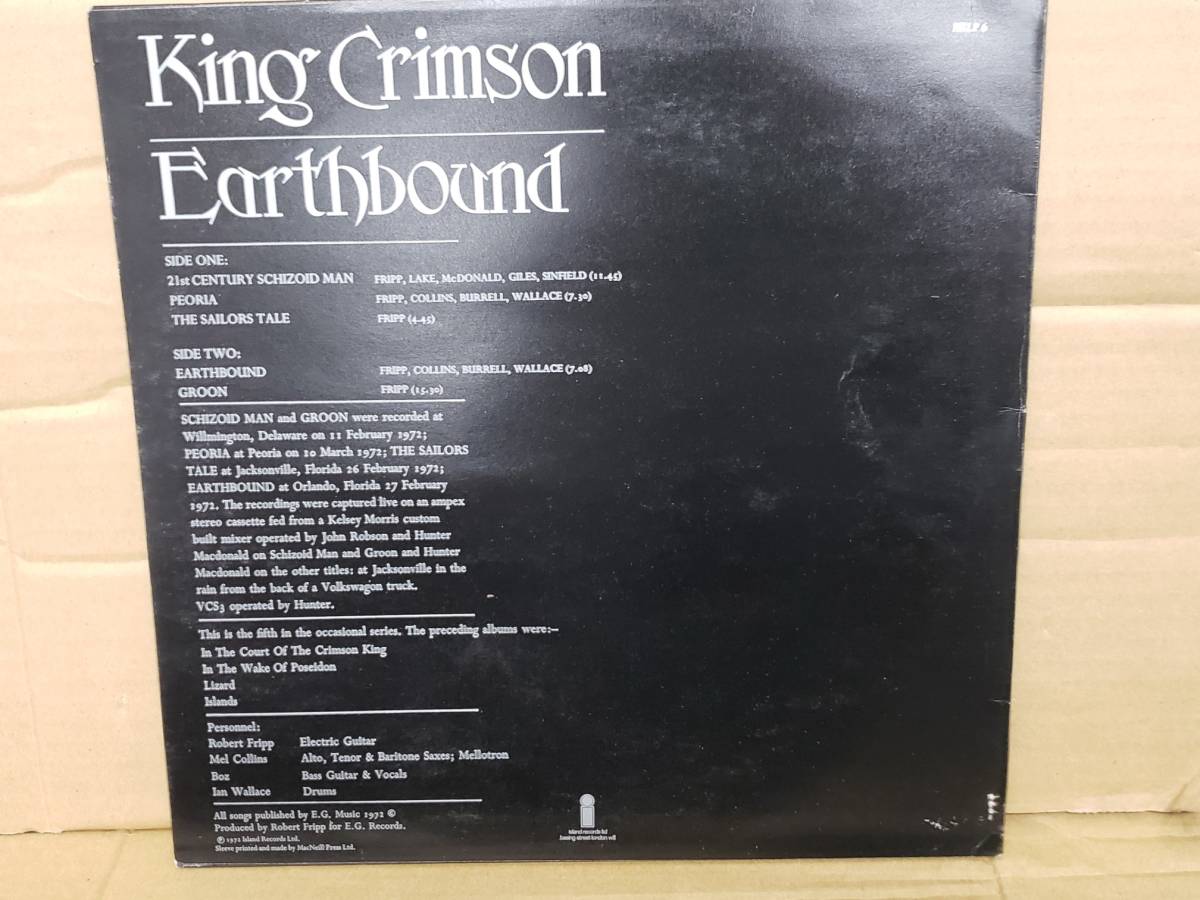 HELP 6
King Crimson
Earthbound
SIDE ONE:
21st CENTURY SCHIZOID MAN FRIPP, LAKE, McDONALD, GILES, SINFIELD (11.45)
PEORIA FRIPP, COLLINS, BURRELL, WALLACE (7.30)
THE SAILORS TALE FRIPP (4.45)
SIDE TWO:
EARTHBOUND FRIPP, COLLINS, BURRELL, WALLACE (7.08)
GROON FRIPP (15.30)
SCHIZOID MAN and GROON were recorded at
Willmington, Delaware on 11 February 1972;
PEORIA at Peoria on 10 March 1972; THE SAILORS
TALE at Jacksonville, Florida 26 February 1972;
EARTHBOUND at Orlando, Florida 27 February
1972. The recordings were captured live on an ampex
stereo cassette fed from a Kelsey Morris custom
built mixer operated by John Robson and Hunter
Macdonald on Schizoid Man and Groon and Hunter
Macdonald on the other titles: at Jacksonville in the
rain from the back of a Volkswagon truck.
VCS3 operated by Hunter.
This is the fifth in the occasional series. The preceding albums were:—
In The Court Of The Crimson King
In The Wake Of Poseidon
Lizard
Islands
Personnel:
Robert Fripp Electric Guitar
Mel Collins Alto, Tenor & Baritone Saxes; Mellotron
Boz Bass Guitar & Vocals
Ian Wallace Drums
All songs published by E.G. Music 1972 ©
Produced by Robert Fripp for E.G. Records.
℗ 1972 Island Records Ltd.
Sleeve printed and made by MacNeill Press Ltd.
island records ltd
basing street london w11